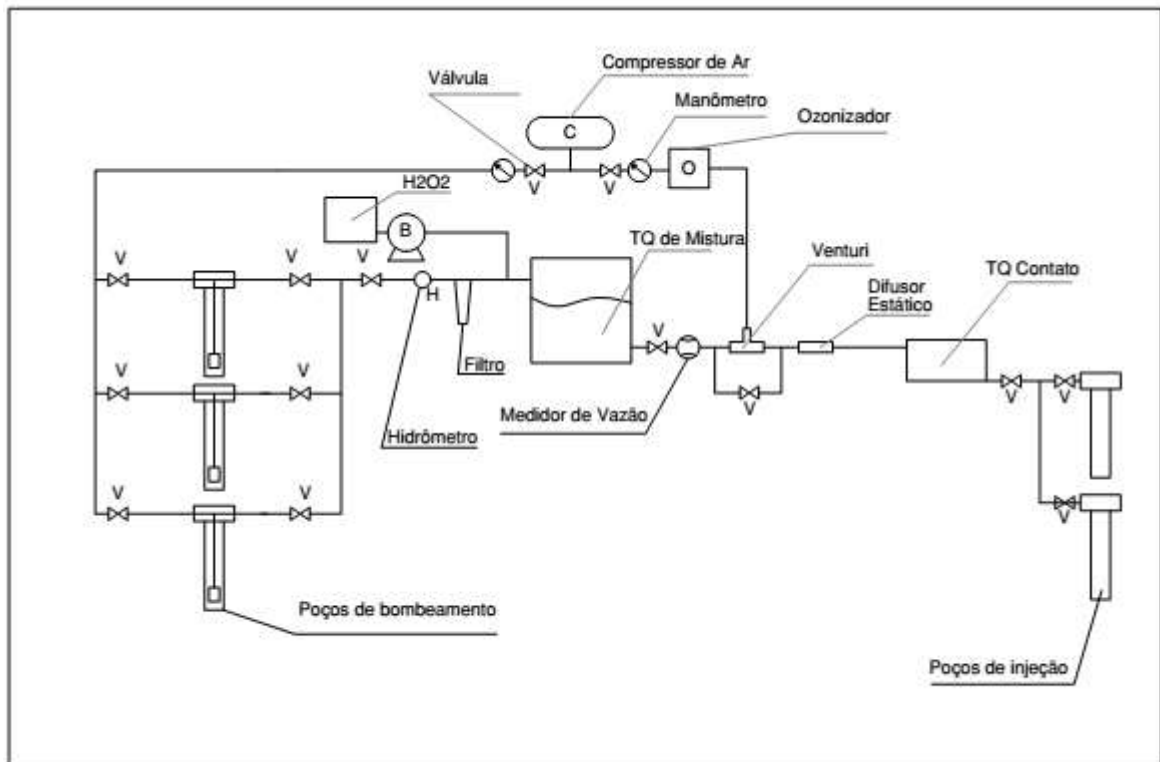 Compressor de Ar
Válvula
Manômetro
Ozonizador
C
V
V
O
H2O2
B
TQ de Mistura
Venturi
TQ Contato
Difusor
Estático
V
V
V
H
V
Filtro
V
V
V
V
V
V
Medidor de Vazão
Hidrômetro
V
V
V
Poços de bombeamento
Poços de injeção